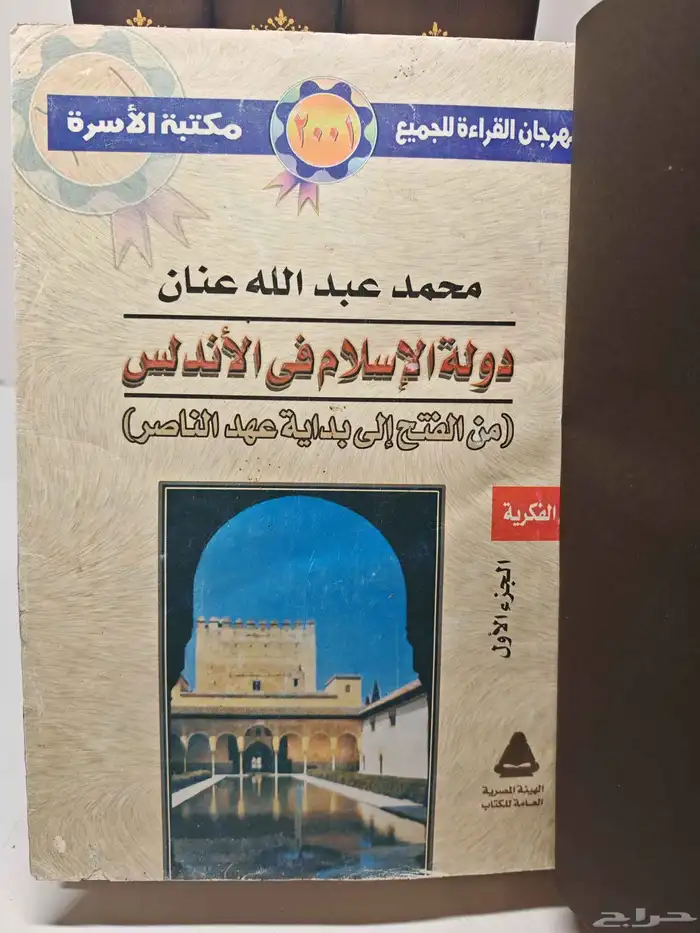 مهرجان القراءة للجميع ٢٠٠١ مكتبة الأسرة
محمد عبد الله عنان
دولة الإسلام فى الأندلس
(من الفتح إلى بداية عهد الناصر)
الفكرية
الجزء الأول
الهيئة المصرية
العامة للكتاب
حراج